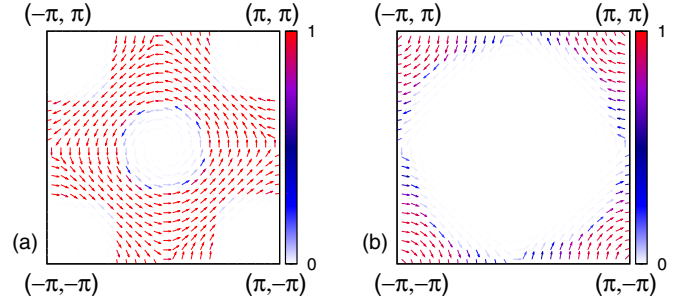 (-π, π) (π, π) 1 (-π, π) (π, π) 1
(a) 0 (b) 0
(-π,-π) (π,-π) (-π,-π) (π,-π)